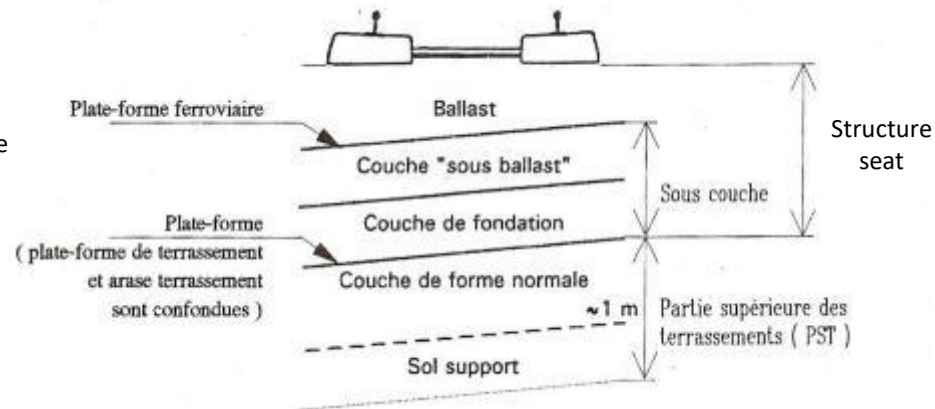 Plate-forme ferroviaire
Ballast
e
Structure
seat
Couche "sous ballast"
Sous couche
Plate-forme
Couche de fondation
( plate-forme de terrassement
et arase terrassement
sont confondues )
Couche de forme normale
≈1 m
Partie supérieure des
terrassements ( PST )
Sol support